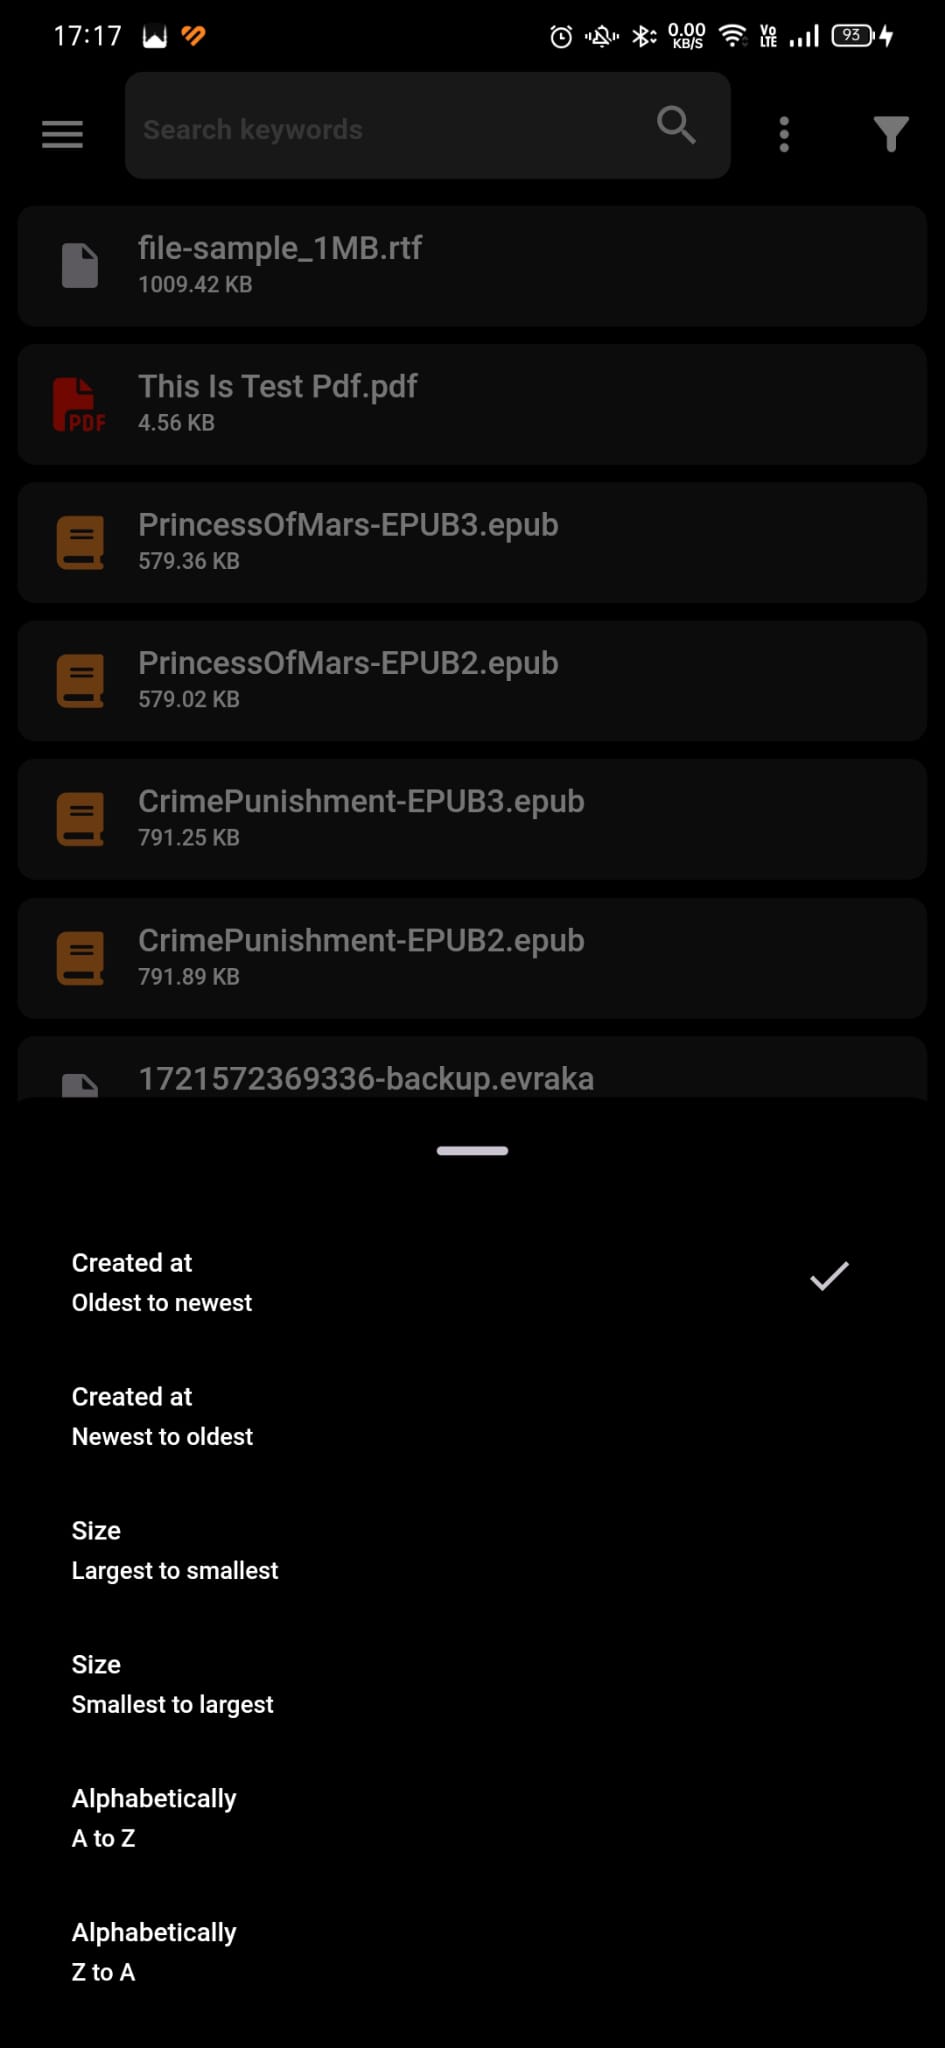 17:17
0.00
KB/S
Vo
LTE
93
Search keywords
file-sample_1MB.rtf
1009.42 KB
PDF
This Is Test Pdf.pdf
4.56 KB
PrincessOfMars-EPUB3.epub
579.36 KB
PrincessOfMars-EPUB2.epub
579.02 KB
CrimePunishment-EPUB3.epub
791.25 KB
CrimePunishment-EPUB2.epub
791.89 KB
1721572369336-backup.evraka
Created at
Oldest to newest
Created at
Newest to oldest
Size
Largest to smallest
Size
Smallest to largest
Alphabetically
A to Z
Alphabetically
Z to A